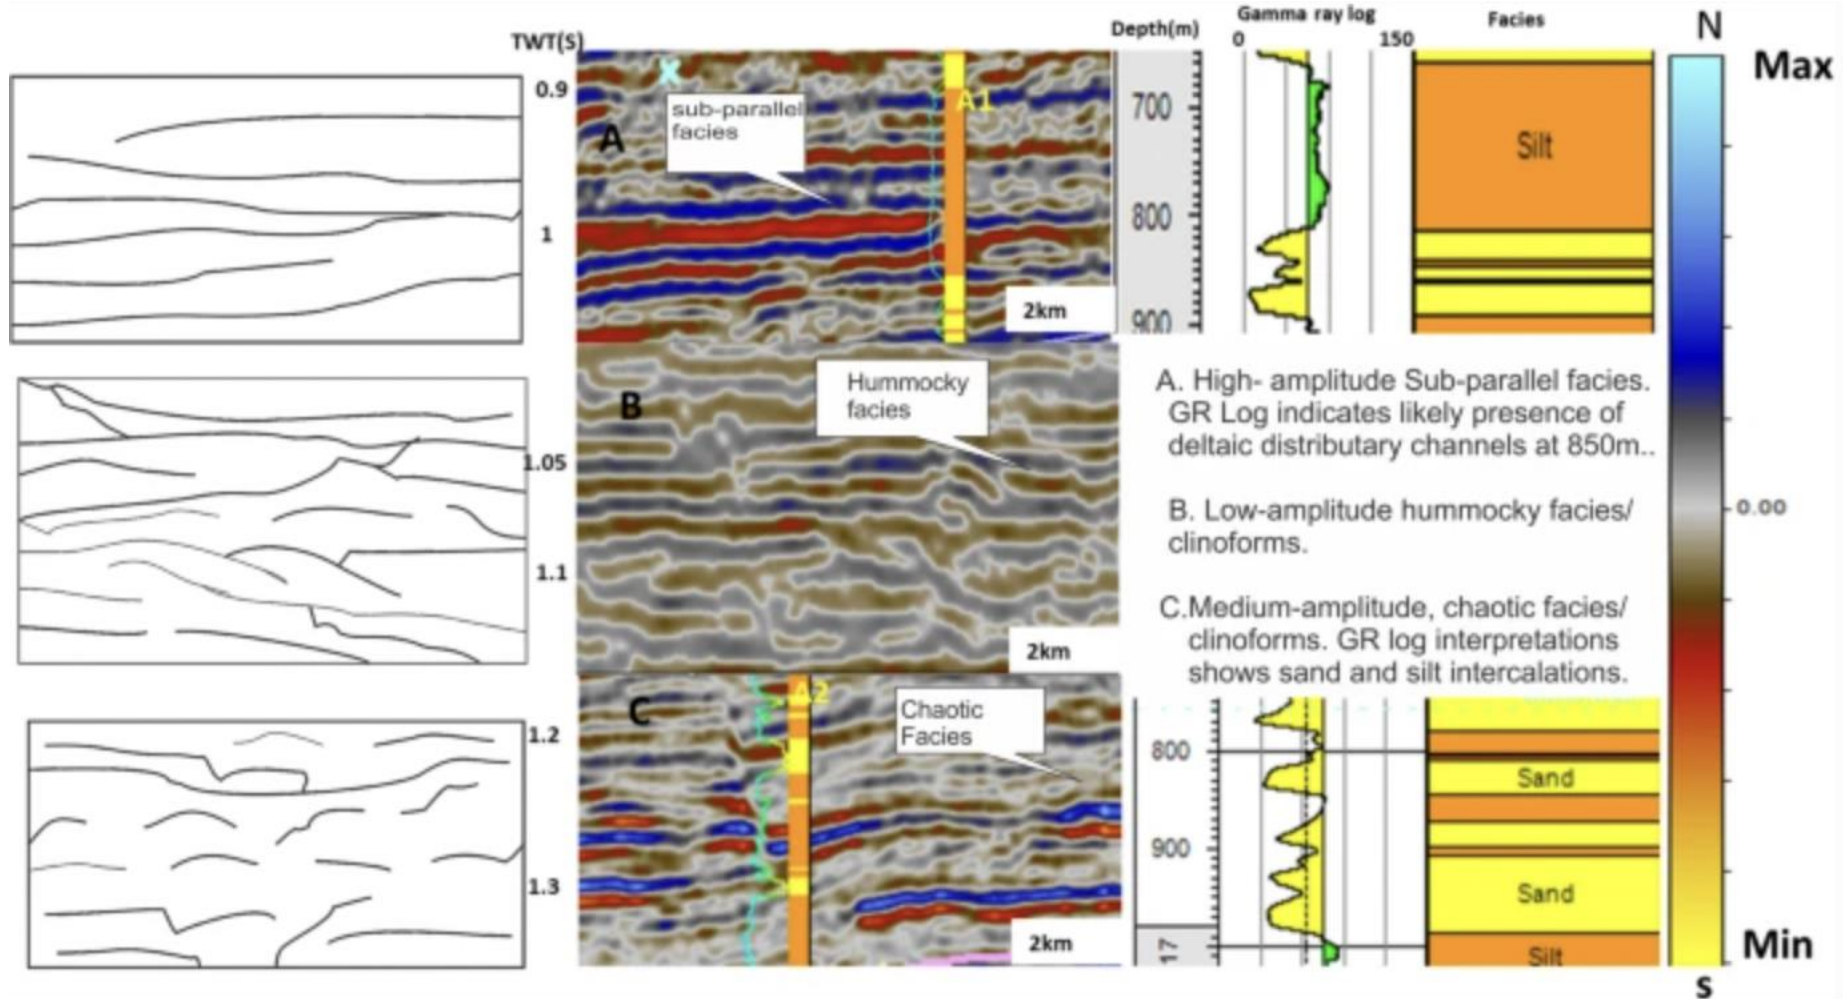 TWT(S)
Depth(m)
Gamma ray log
0
150
Facies
N
Max
0.9
X
A1
sub-parallel
facies
A
1
2km
700
800
900
Silt
B
Hummocky
facies
1.05
1.1
2km
A. High- amplitude Sub-parallel facies.
GR Log indicates likely presence of
deltaic distributary channels at 850m..
B. Low-amplitude hummocky facies/
clinoforms.
C.Medium-amplitude, chaotic facies/
clinoforms. GR log interpretations
shows sand and silt intercalations.
0.00
C
A2
Chaotic
Facies
1.2
1.3
2km
800
900
17
Sand
Sand
Silt
Min
s